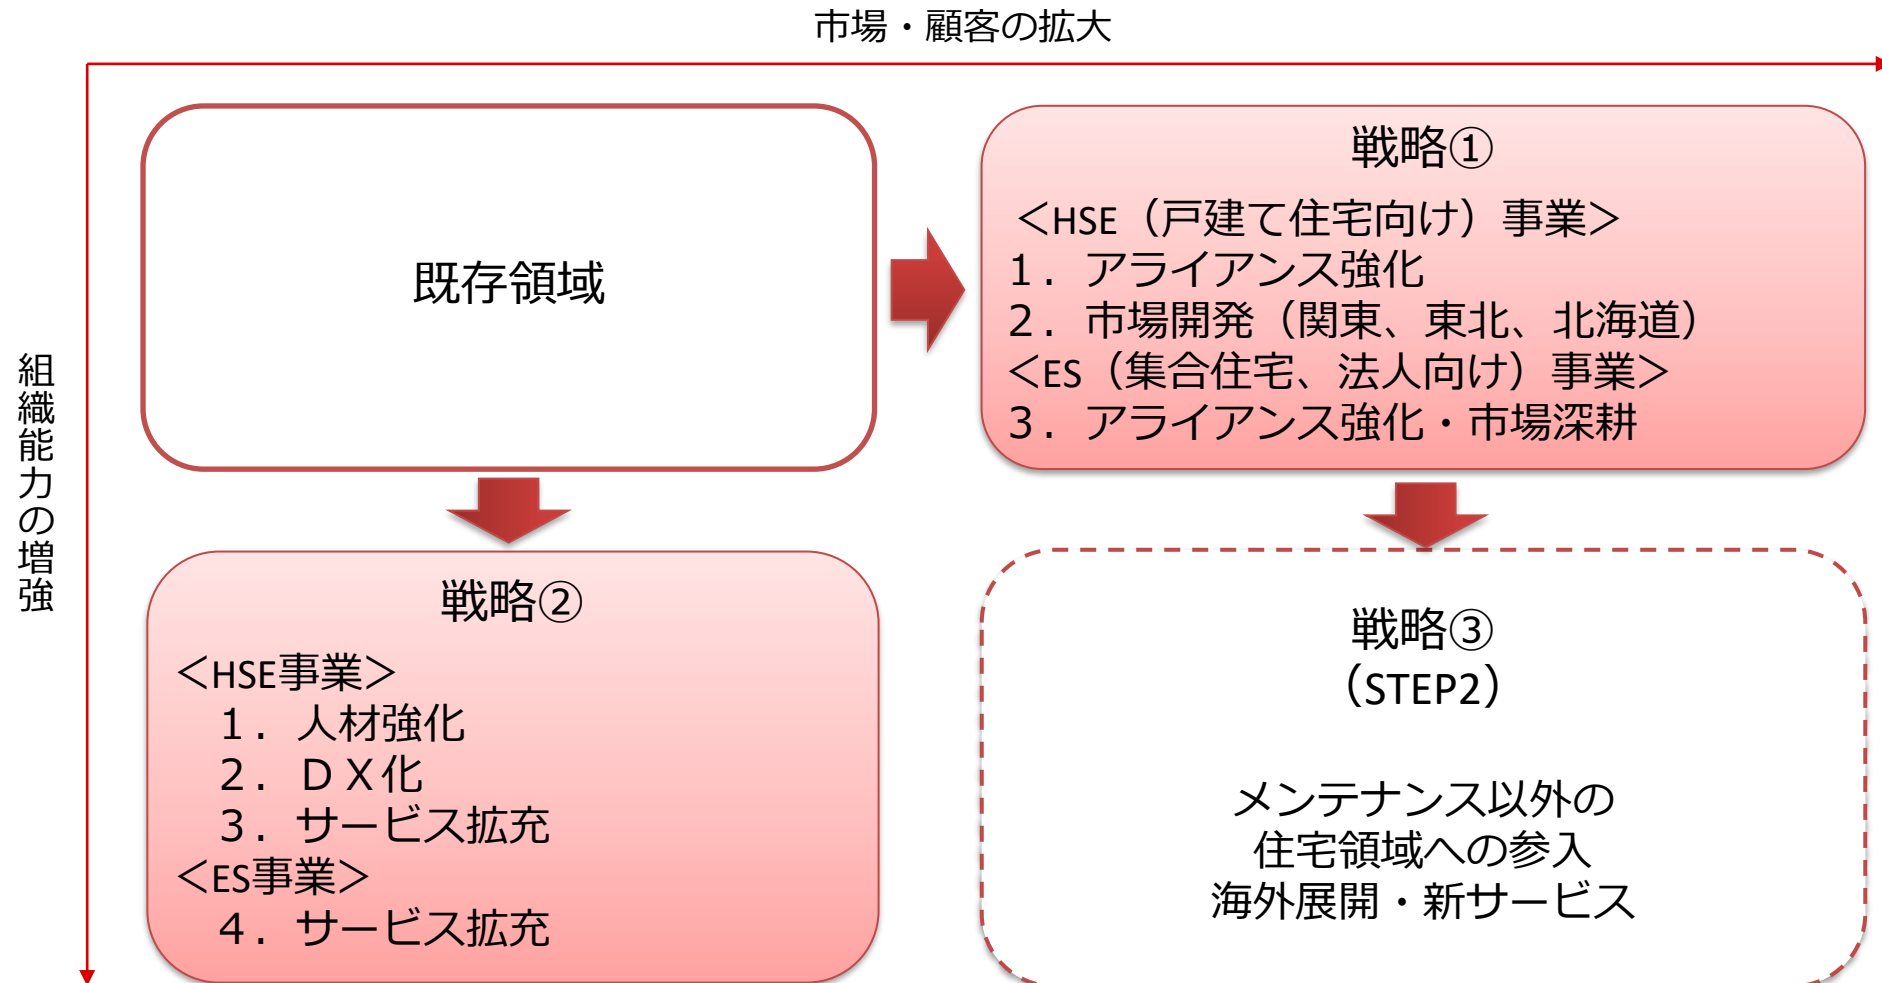 市場・顧客の拡大
組織能力の増強
既存領域
戦略①
＜HSE（戸建て住宅向け）事業＞
１．アライアンス強化
２．市場開発（関東、東北、北海道）
＜ES（集合住宅、法人向け）事業＞
３．アライアンス強化・市場深耕
戦略②
＜HSE事業＞
１．人材強化
２．ＤＸ化
３．サービス拡充
＜ES事業＞
４．サービス拡充
戦略③
（STEP2）
メンテナンス以外の
住宅領域への参入
海外展開・新サービス